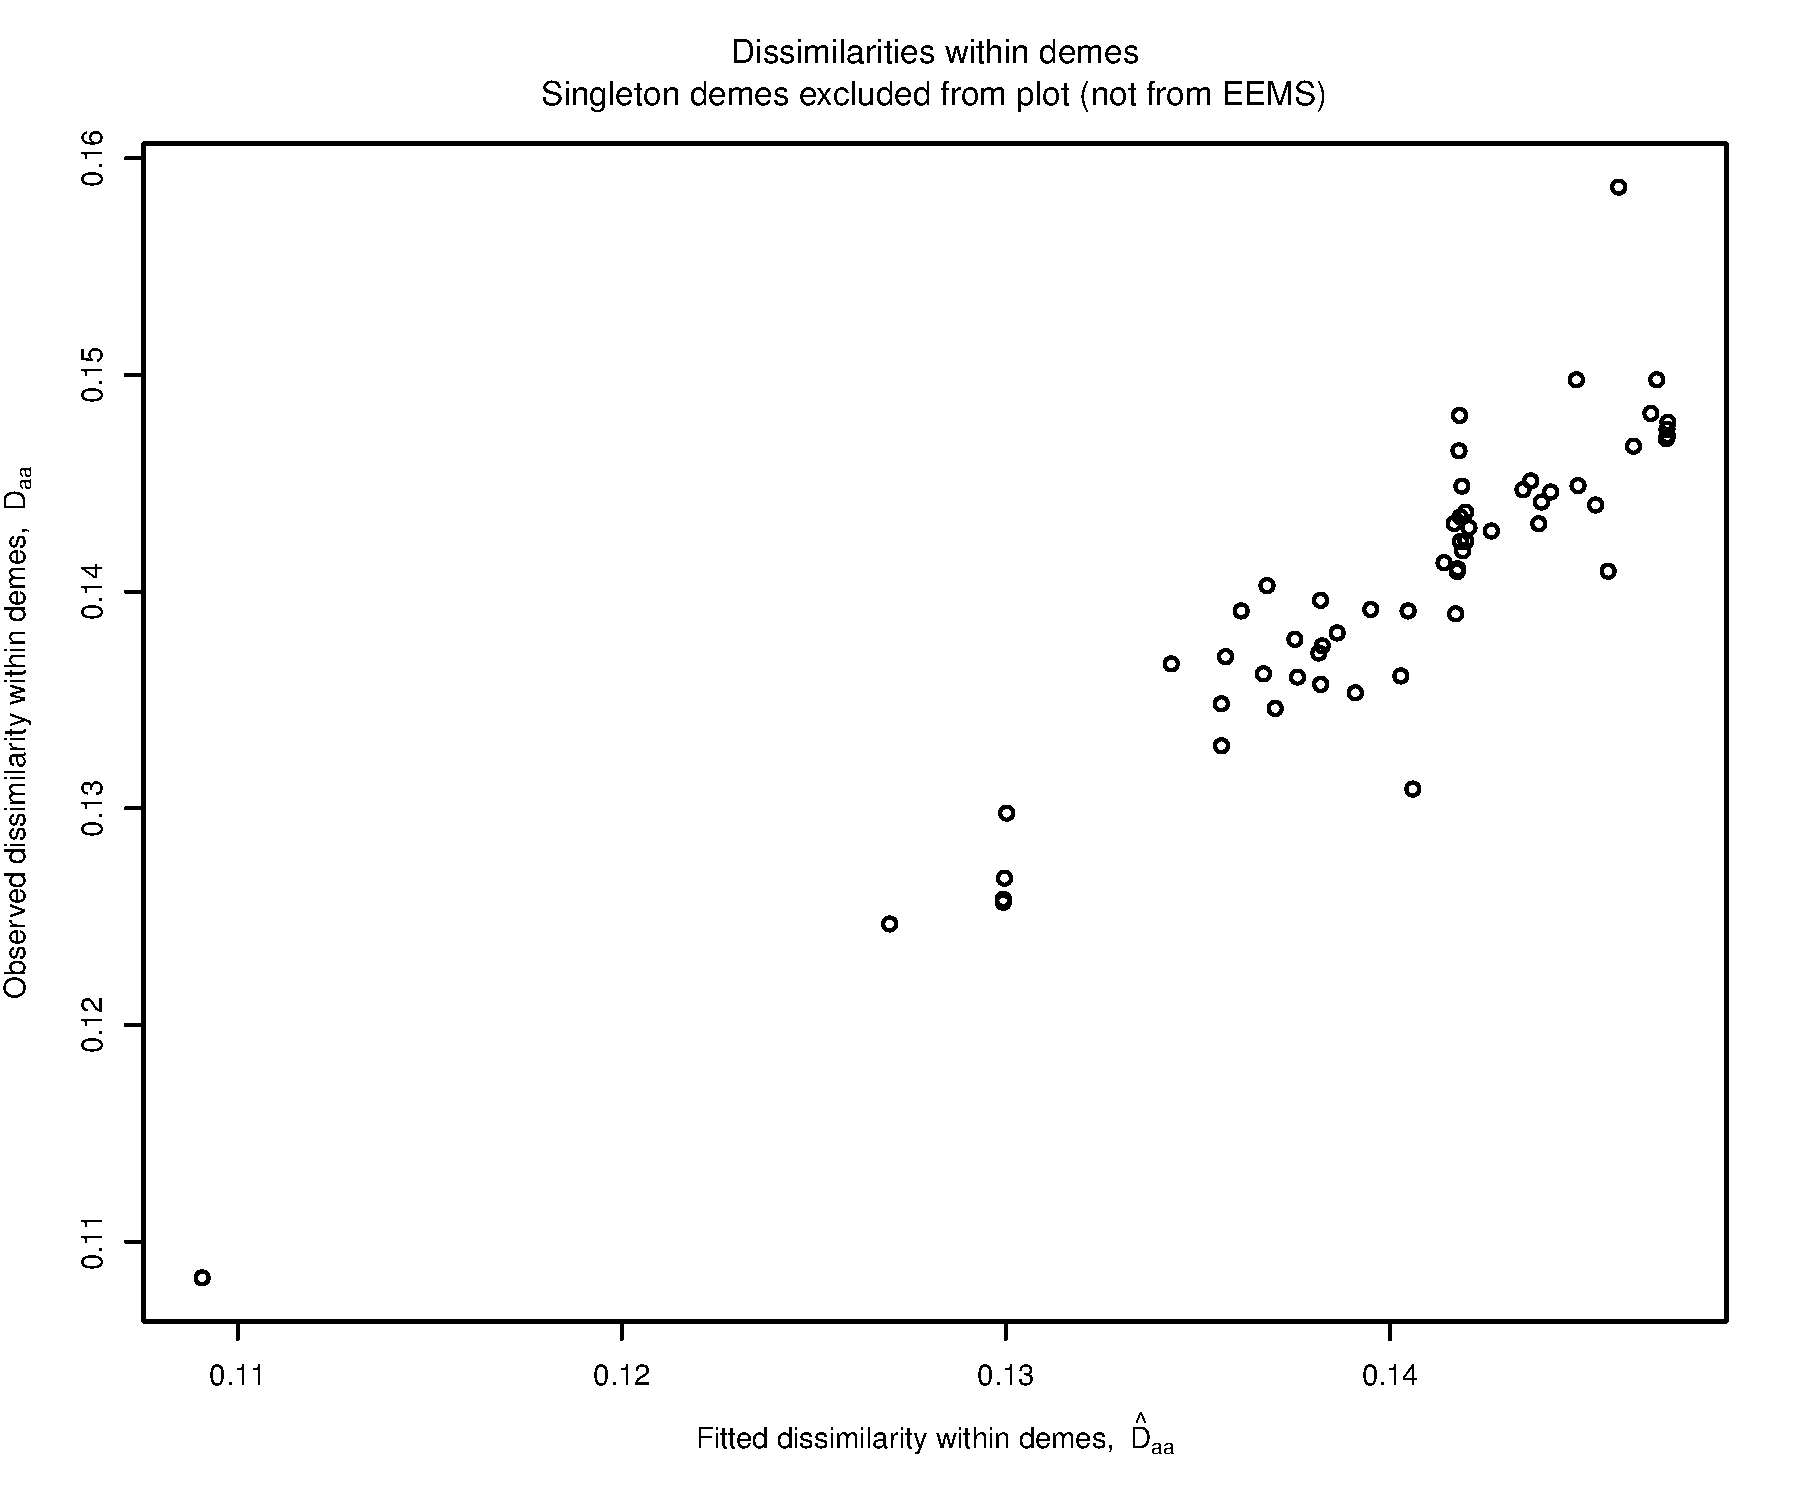 Dissimilarities within demes
Singleton demes excluded from plot (not from EEMS)
0.16
0.15
0.14
0.13
0.12
0.11
Observed dissimilarity within demes, Daa
0.11 0.12 0.13 0.14
Fitted dissimilarity within demes, D̂aa